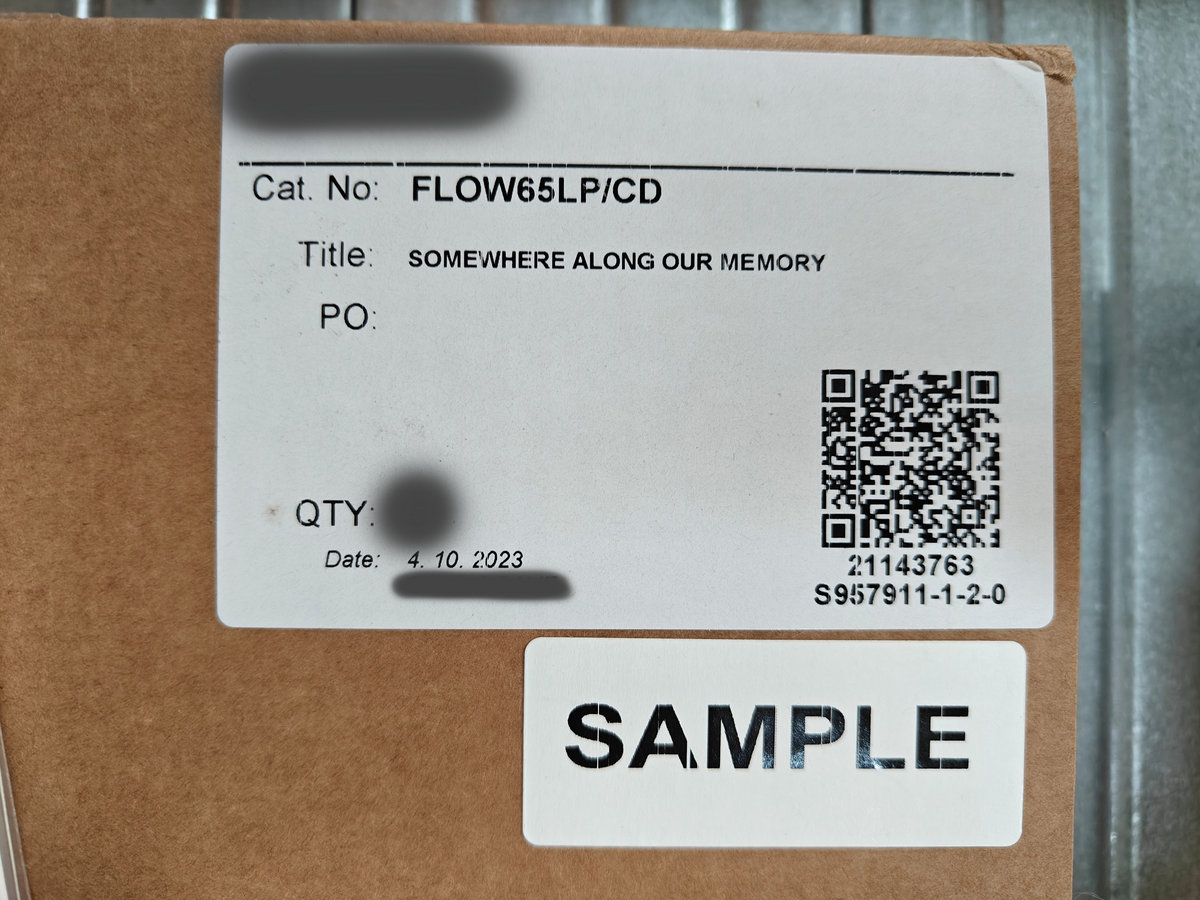 Cat. No: FLOW65LP/CD
Title: SOMEWHERE ALONG OUR MEMORY
PO:
QTY:
Date: 4. 10. 2023
21143763
S957911-1-2-0
SAMPLE